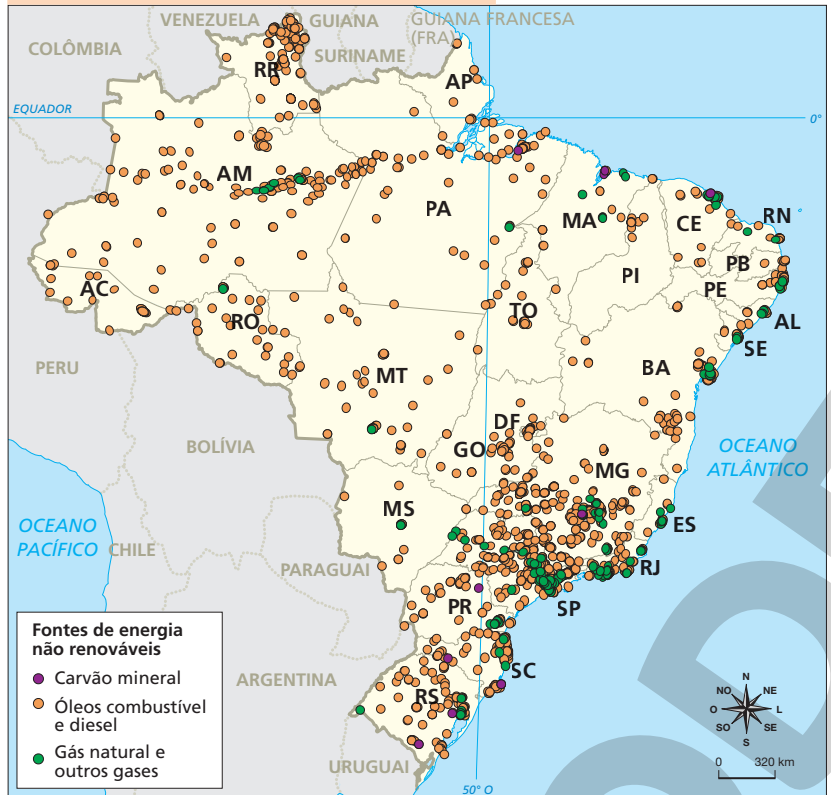 VENEZUELA
GUIANA
GUIANA FRANCESA
(FRA)
COLÔMBIA
SURINAME
RR
AP
EQUADOR
0°
AM
PA
MA
CE
RN
PB
PI
PE
AC
TO
AL
RO
SE
PERU
MT
BA
DF
BOLÍVIA
GO
OCEANO
ATLÂNTICO
MG
MS
ES
OCEANO
PACÍFICO
CHILE
PARAGUAI
RJ
SP
PR
Fontes de energia
não renováveis
Carvão mineral
Óleos combustível
e diesel
Gás natural e
outros gases
ARGENTINA
SC
RS
URUGUAI
50° O
N
NO
NE
O
L
SO
SE
S
0
320 km